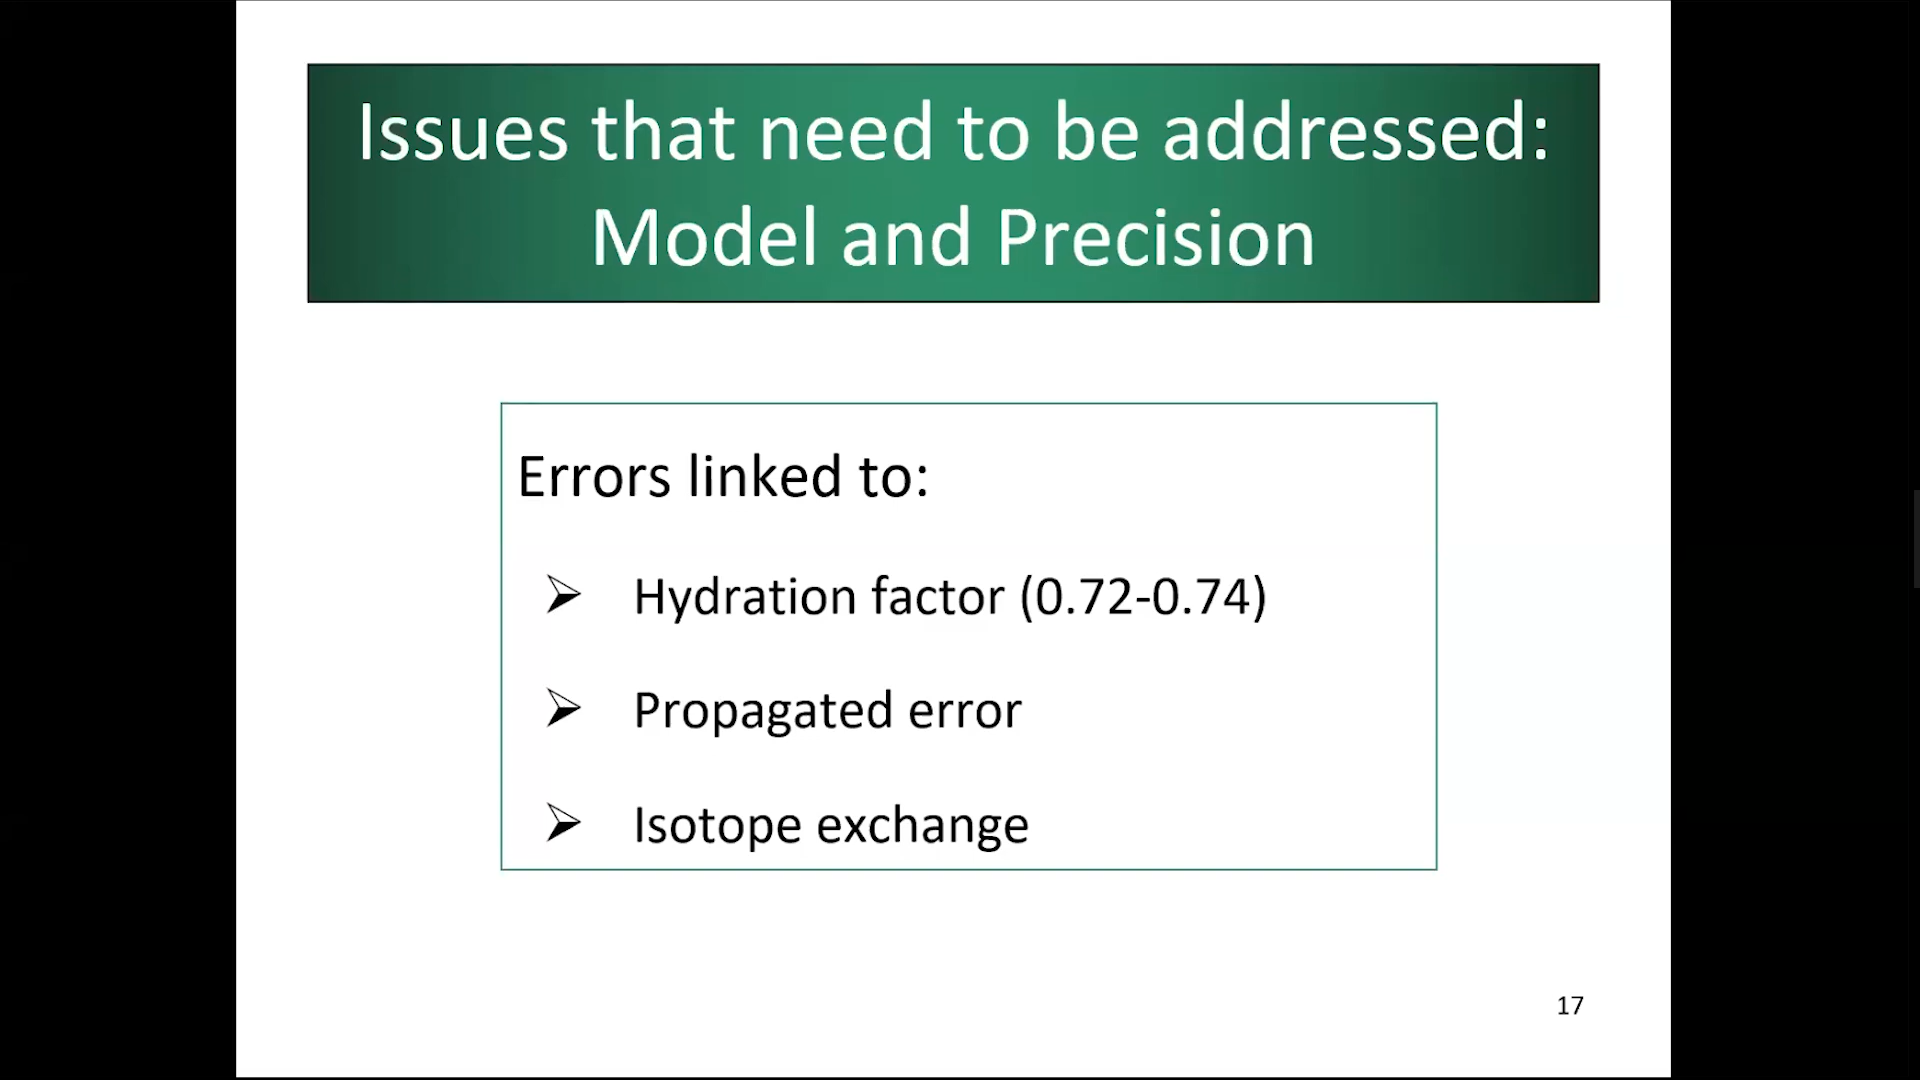 Issues that need to be addressed:
Model and Precision
Errors linked to:
➢ Hydration factor (0.72-0.74)
➢ Propagated error
➢ Isotope exchange
17